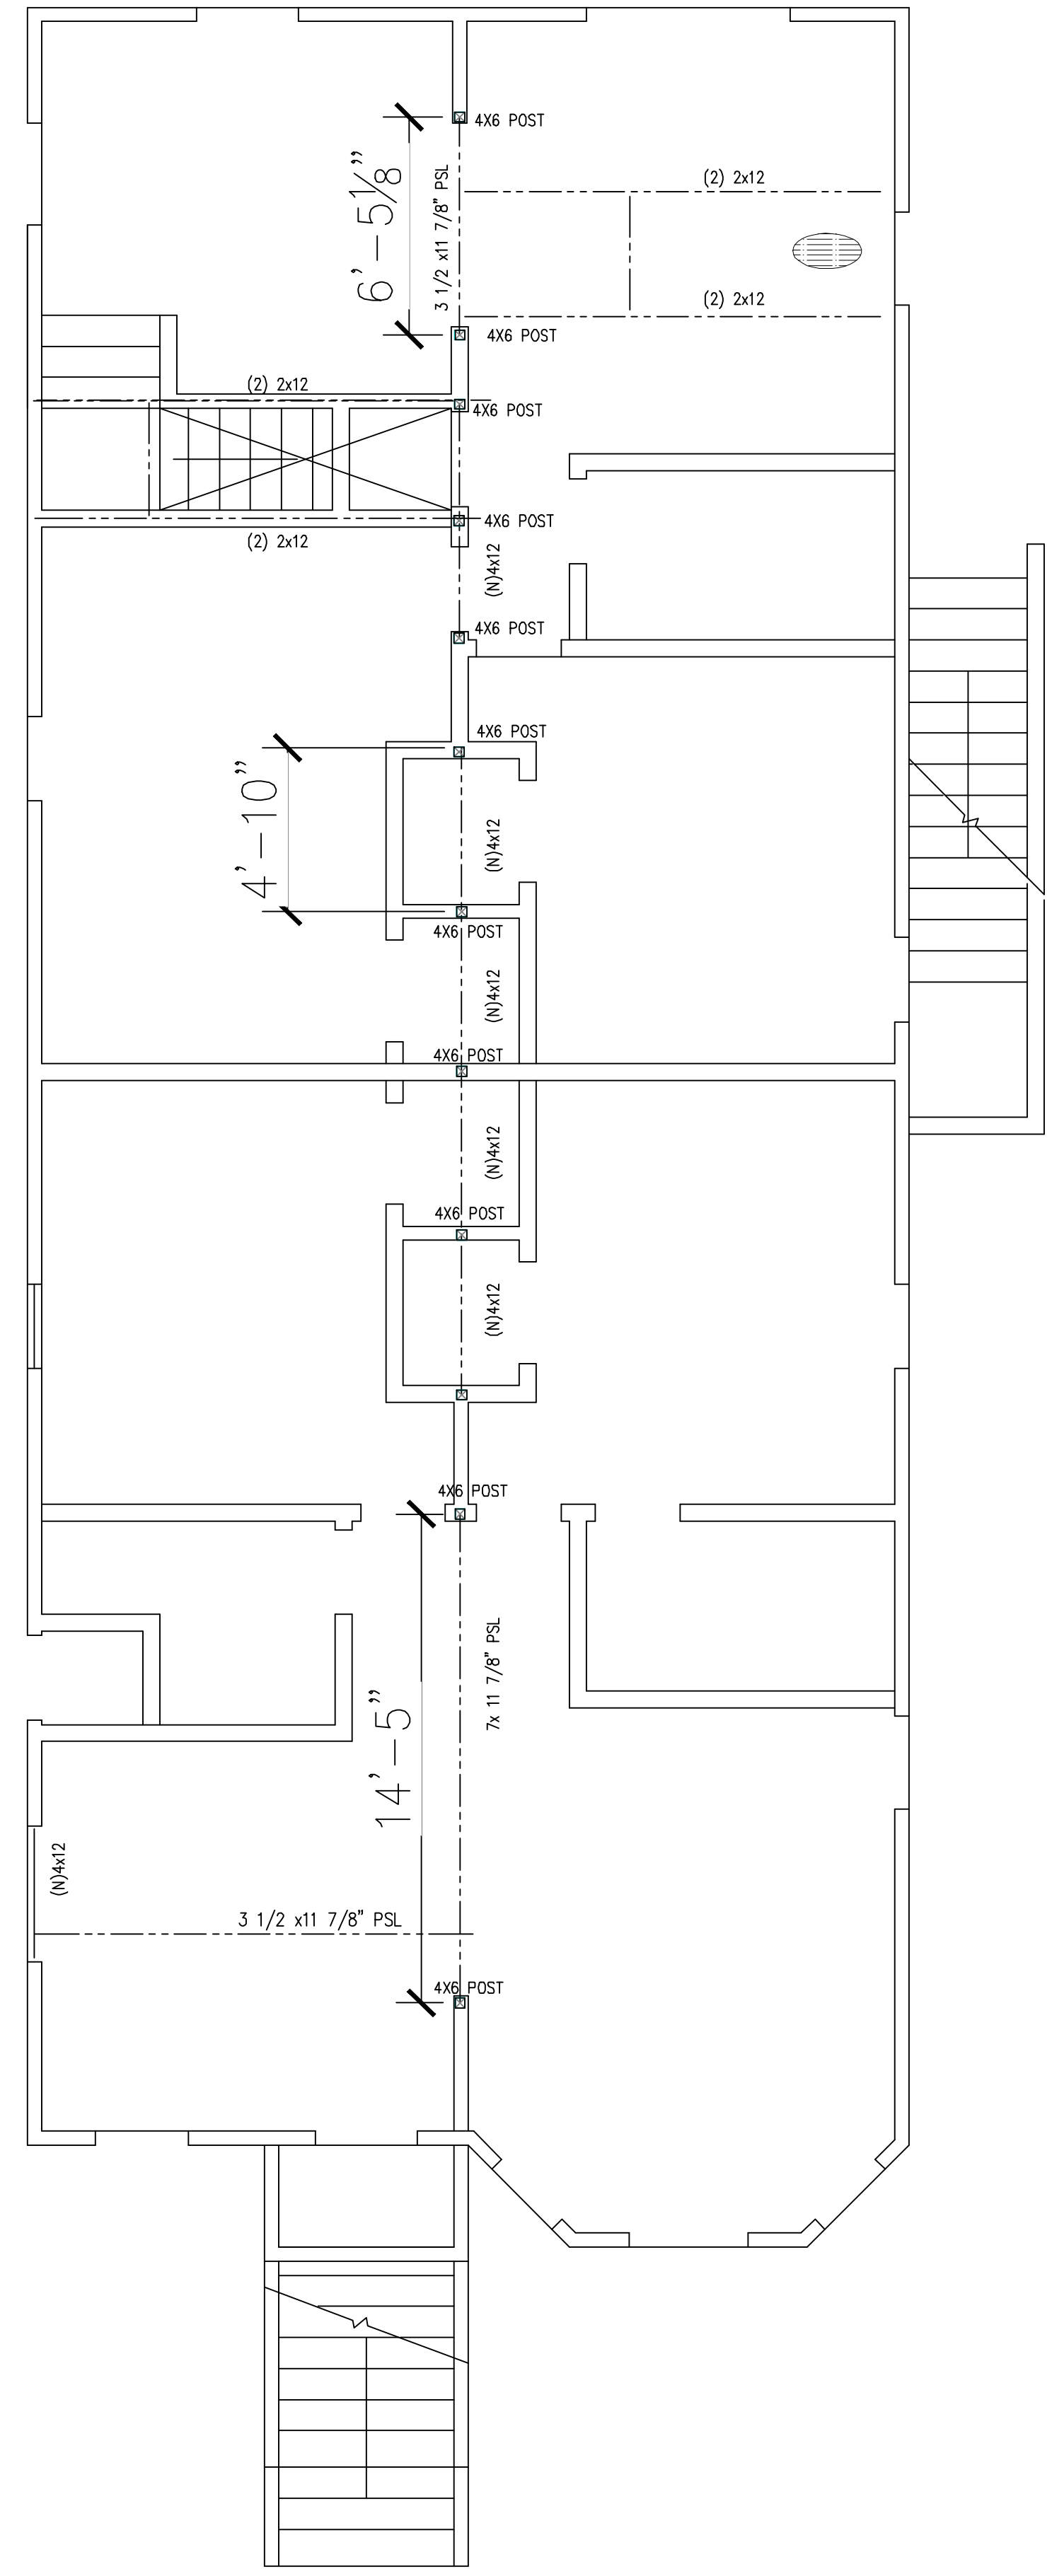 4X6 POST
6'-5 1/8"
3 1/2 x11 7/8" PSL
(2) 2x12
(2) 2x12
4X6 POST
(2) 2x12
4X6 POST
4X6 POST
(2) 2x12
(N)4x12
4X6 POST
4X6 POST
4'-10"
(N)4x12
4X6 POST
(N)4x12
4X6 POST
(N)4x12
4X6 POST
(N)4x12
4X6 POST
7x 11 7/8" PSL
14'-5"
(N)4x12
3 1/2 x11 7/8" PSL
4X6 POST